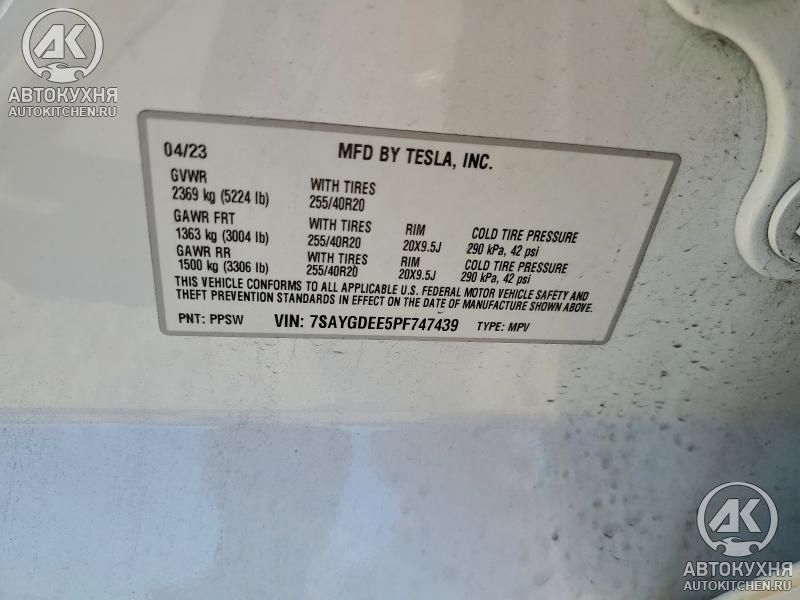 АК
АВТОКУХНЯ
AUTOKITCHEN.RU
04/23 MFD BY TESLA, INC.
GVWR
2369 kg (5224 lb) WITH TIRES
255/40R20
GAWR FRT WITH TIRES RIM COLD TIRE PRESSURE
1363 kg (3004 lb) 255/40R20 20X9.5J 290 kPa, 42 psi
GAWR RR WITH TIRES RIM COLD TIRE PRESSURE
1500 kg (3306 lb) 255/40R20 20X9.5J 290 kPa, 42 psi
THIS VEHICLE CONFORMS TO ALL APPLICABLE U.S. FEDERAL MOTOR VEHICLE SAFETY AND
THEFT PREVENTION STANDARDS IN EFFECT ON THE DATE OF MANUFACTURE SHOWN ABOVE.
PNT: PPSW VIN: 7SAYGDEE5PF747439 TYPE: MPV
АК
АВТОКУХНЯ
AUTOKITCHEN.RU